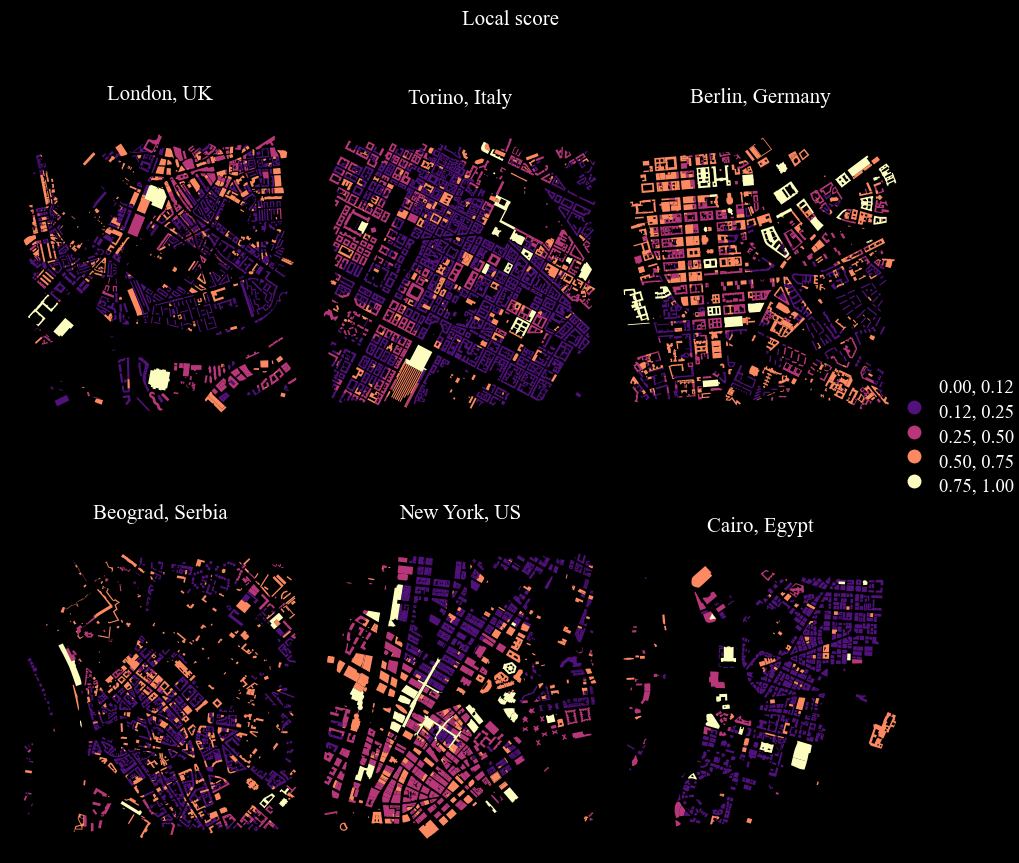 Local score
London, UK
Torino, Italy
Berlin, Germany
0.00, 0.12
0.12, 0.25
0.25, 0.50
0.50, 0.75
0.75, 1.00
Beograd, Serbia
New York, US
Cairo, Egypt